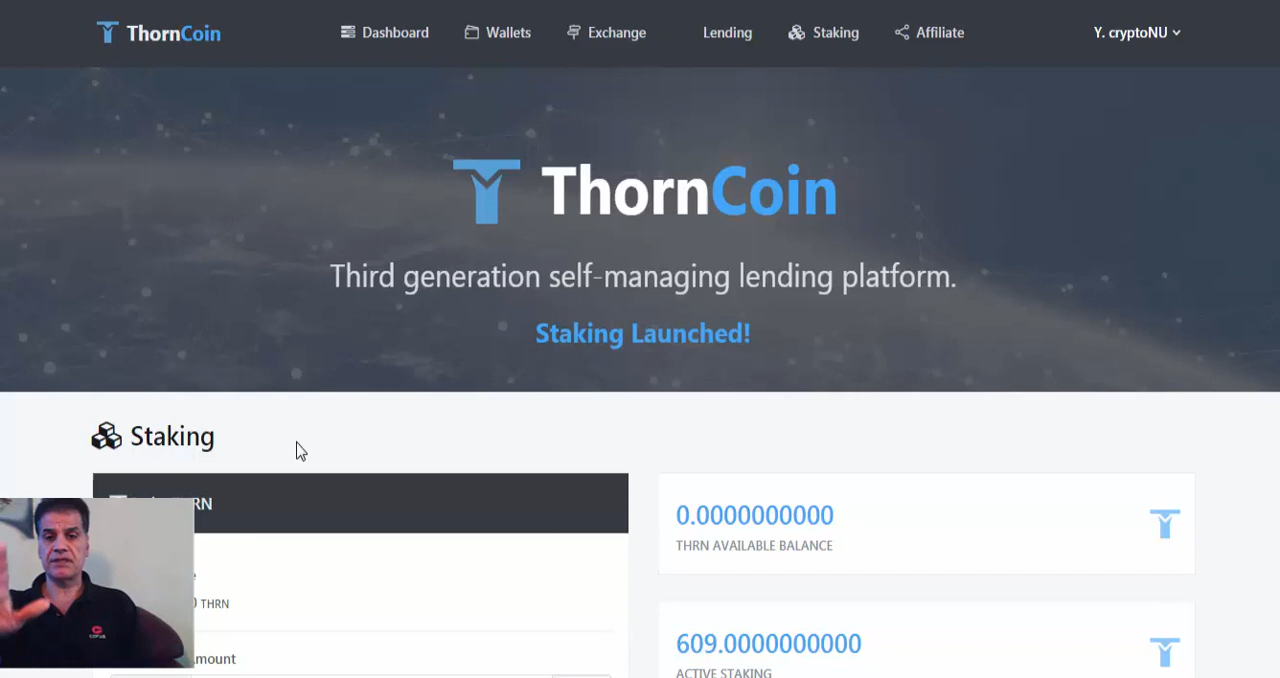 ThornCoin
Dashboard
Wallets
Exchange
Lending
Staking
Affiliate
Y. cryptoNU
ThornCoin
Third generation self-managing lending platform.
Staking Launched!
Staking
0.0000000000
THRN AVAILABLE BALANCE
THRN
609.0000000000
ACTIVE STAKING